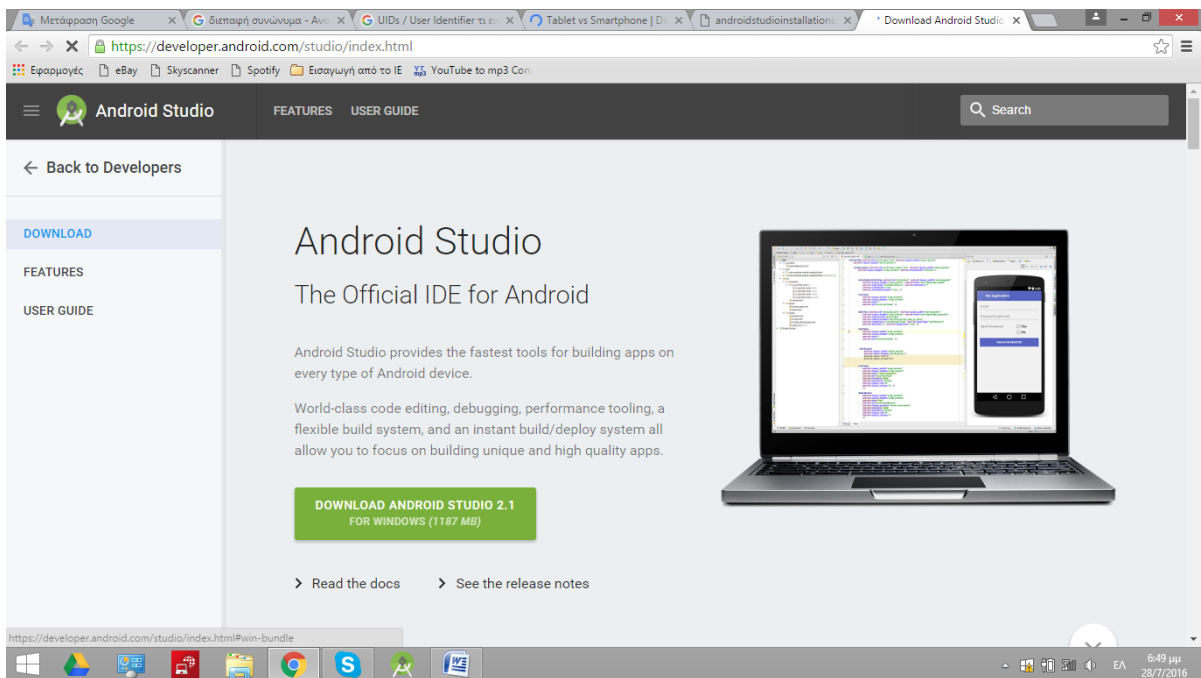 Μετάφραση Google
διεπαφή συνώνυμα - Ανα
UIDs / User Identifier τι εί
Tablet vs Smartphone | Di
androidstudioinstallations
Download Android Studio
https://developer.android.com/studio/index.html
Εφαρμογές eBay Skyscanner Spotify Εισαγωγή από το IE YouTube to mp3 Con
Android Studio FEATURES USER GUIDE Search
Back to Developers
DOWNLOAD
FEATURES
USER GUIDE
Android Studio
The Official IDE for Android
Android Studio provides the fastest tools for building apps on
every type of Android device.
World-class code editing, debugging, performance tooling, a
flexible build system, and an instant build/deploy system all
allow you to focus on building unique and high quality apps.
DOWNLOAD ANDROID STUDIO 2.1
FOR WINDOWS (1187 MB)
Read the docs See the release notes
My Application
https://developer.android.com/studio/index.html#win-bundle
ΕΛ
6:49 μμ
28/7/2016